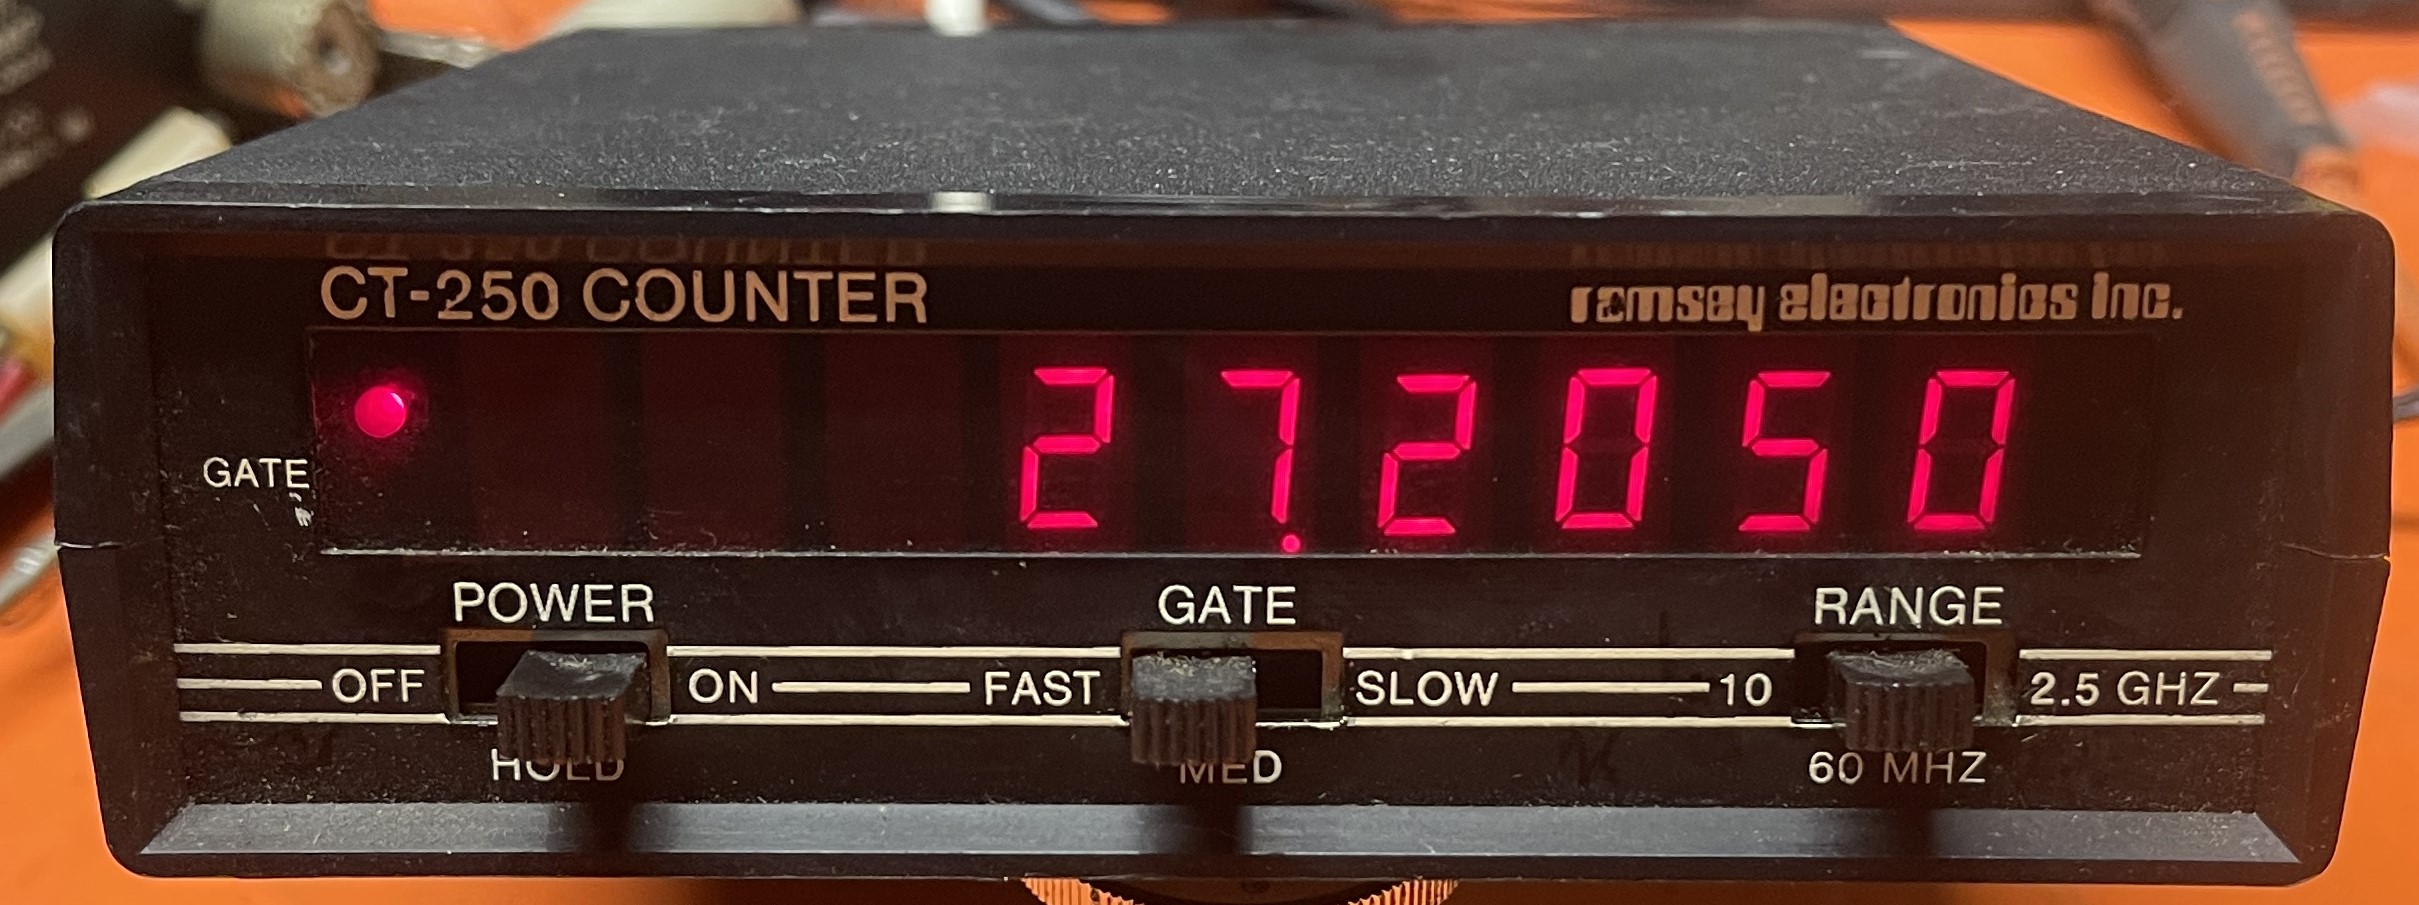 CT-250 COUNTER ramsey electronics inc.
27.2050
GATE
POWER GATE RANGE
OFF ON FAST SLOW 10 2.5 GHZ
HOLD MED 60 MHZ